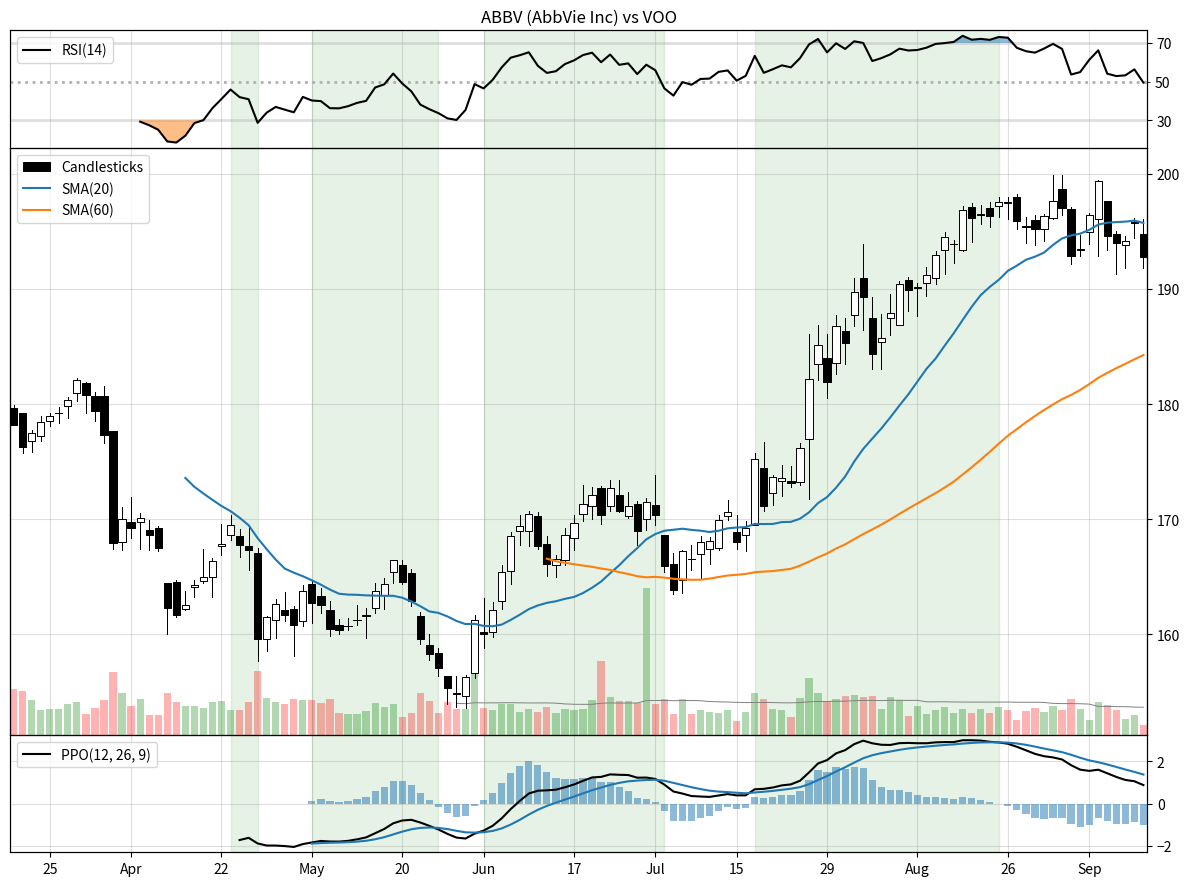 ABBV (AbbVie Inc) vs VOO
RSI(14)
70
50
30
Candlesticks
SMA(20)
SMA(60)
200
190
180
170
160
PPO(12, 26, 9)
2
0
−2
25 Apr 22 May 20 Jun 17 Jul 15 29 Aug 26 Sep